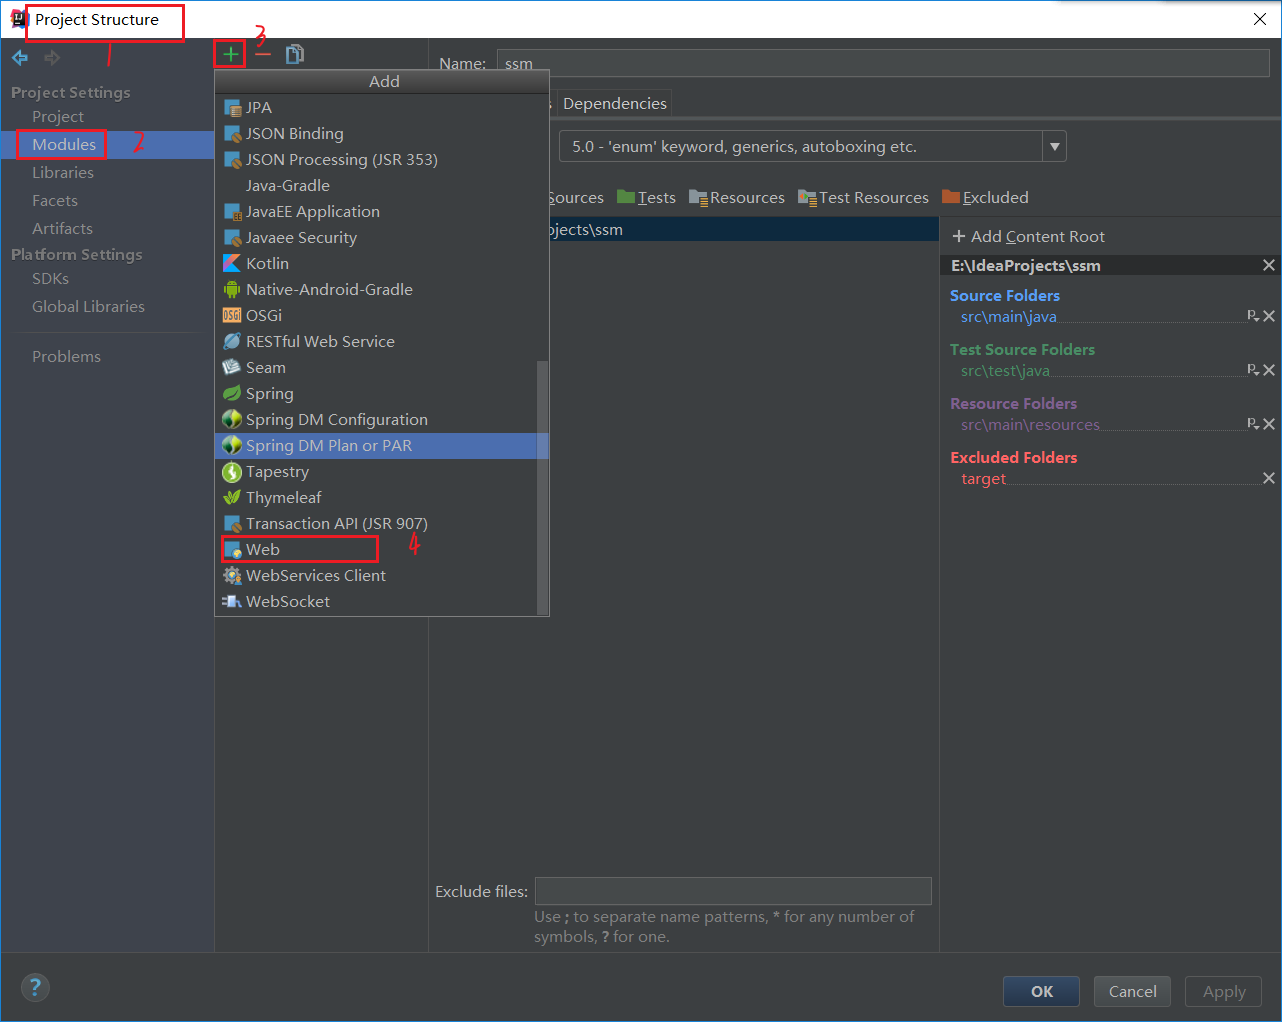 Project Structure
1
2
3
4
Project Settings
Project
Modules
Libraries
Facets
Artifacts
Platform Settings
SDKs
Global Libraries
Problems
Add
JPA
JSON Binding
JSON Processing (JSR 353)
Java-Gradle
JavaEE Application
Javaee Security
Kotlin
Native-Android-Gradle
OSGi
RESTful Web Service
Seam
Spring
Spring DM Configuration
Spring DM Plan or PAR
Tapestry
Thymeleaf
Transaction API (JSR 907)
Web
WebServices Client
WebSocket
Name: ssm
s Dependencies
5.0 - 'enum' keyword, generics, autoboxing etc.
Sources Tests Resources Test Resources Excluded
ojects\ssm
+ Add Content Root
E:\IdeaProjects\ssm
Source Folders
src\main\java
Test Source Folders
src\test\java
Resource Folders
src\main\resources
Excluded Folders
target
Exclude files:
Use ; to separate name patterns, * for any number of
symbols, ? for one.
?
OK Cancel Apply